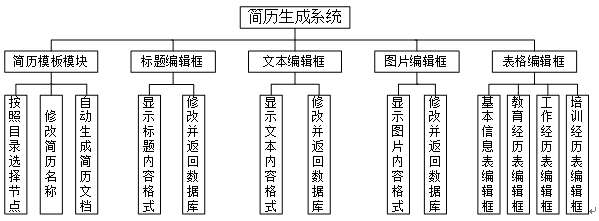 简历生成系统
简历模板模块
标题编辑框
文本编辑框
图片编辑框
表格编辑框
按照目录选择节点
修改简历名称
自动生成简历文档
显示标题内容格式
修改并返回数据库
显示文本内容格式
修改并返回数据库
显示图片内容格式
修改并返回数据库
基本信息表编辑框
教育经历表编辑框
工作经历表编辑框
培训经历表编辑框